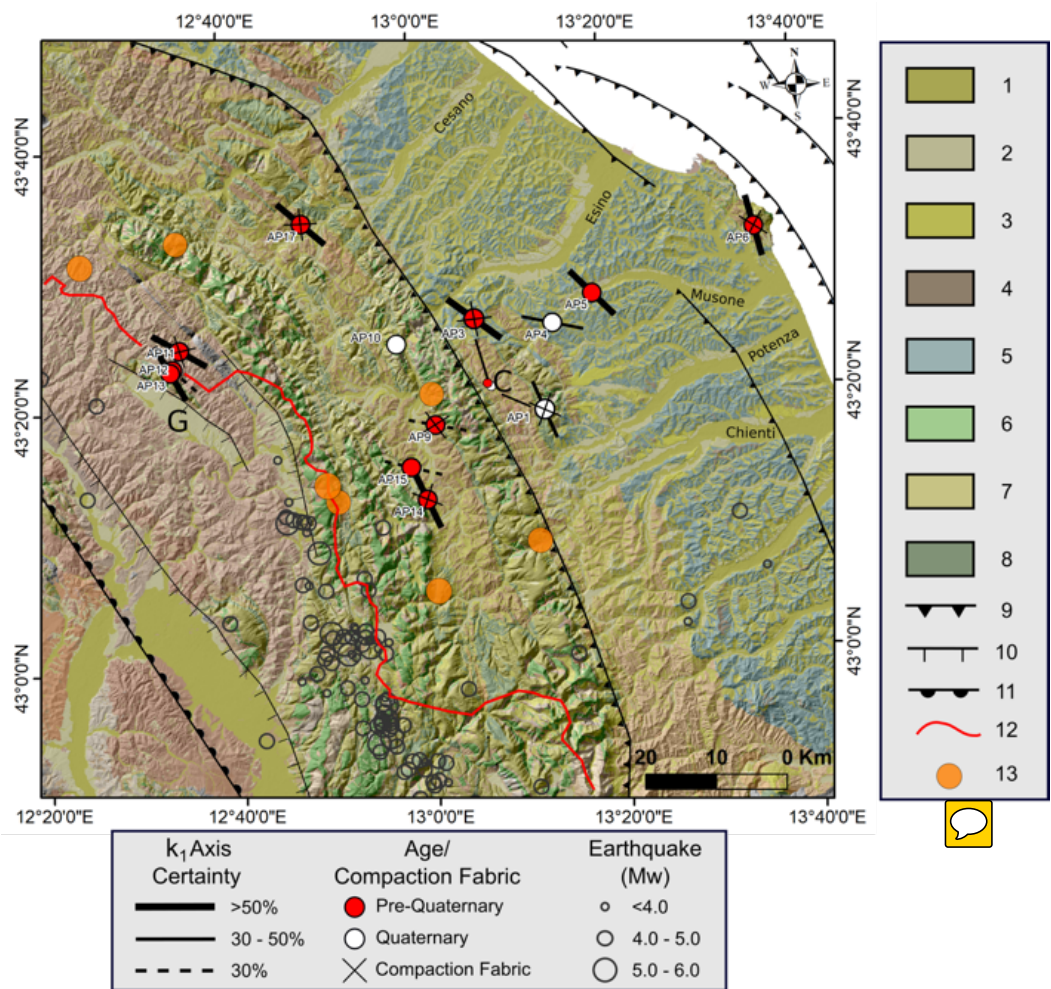 12°40'0"E 13°0'0"E 13°20'0"E 13°40'0"E
N
W E
S
43°40'0"N
43°40'0"N
Cesano
Esino
AP17
AP6
AP5
Musone
AP3
AP4
AP10
Potenza
43°20'0"N
AP11
AP12
AP13
C
AP1
G
43°20'0"N
AP9
Chienti
AP15
AP14
43°0'0"N
43°0'0"N
20 10 0 Km
12°20'0"E 12°40'0"E 13°0'0"E 13°20'0"E 13°40'0"E
1
2
3
4
5
6
7
8
9
10
11
12
13
k1 Axis
Certainty
>50%
30 - 50%
30%
Age/
Compaction Fabric
Pre-Quaternary
Quaternary
Compaction Fabric
Earthquake
(Mw)
<4.0
4.0 - 5.0
5.0 - 6.0